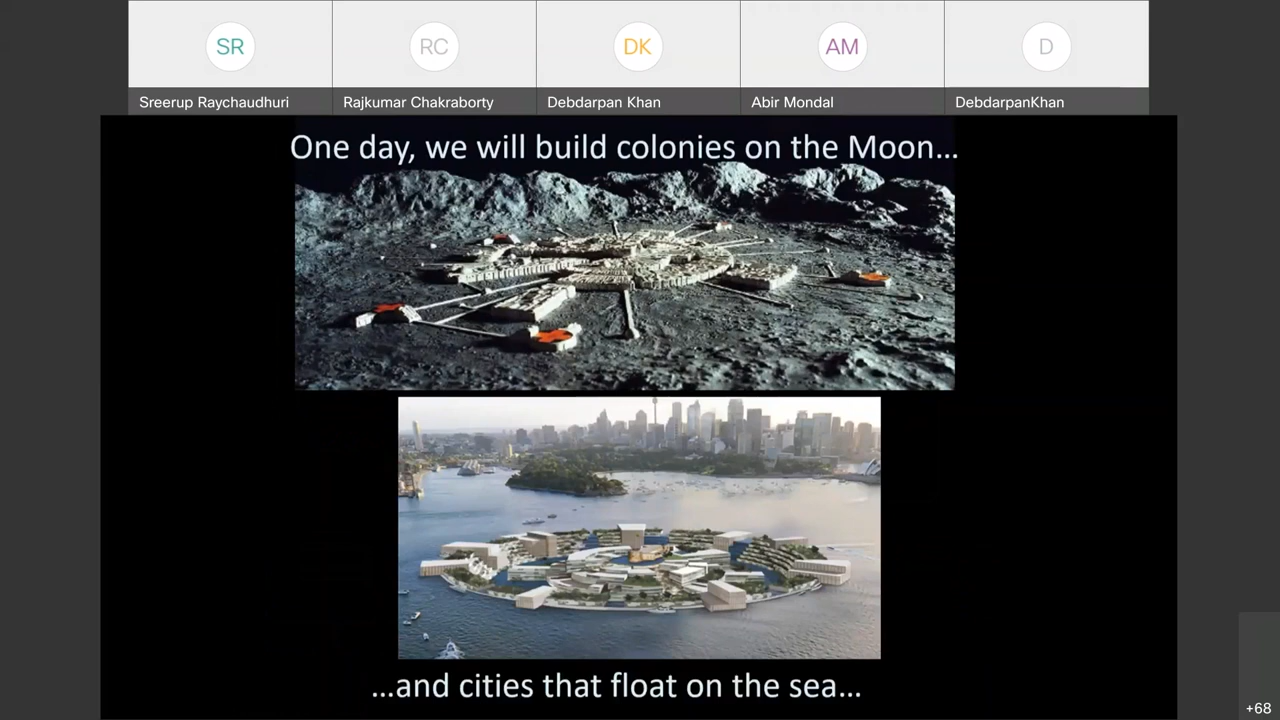 SR
RC
DK
AM
D
Sreerup Raychaudhuri
Rajkumar Chakraborty
Debdarpan Khan
Abir Mondal
DebdarpanKhan
One day, we will build colonies on the Moon...
...and cities that float on the sea...
+68